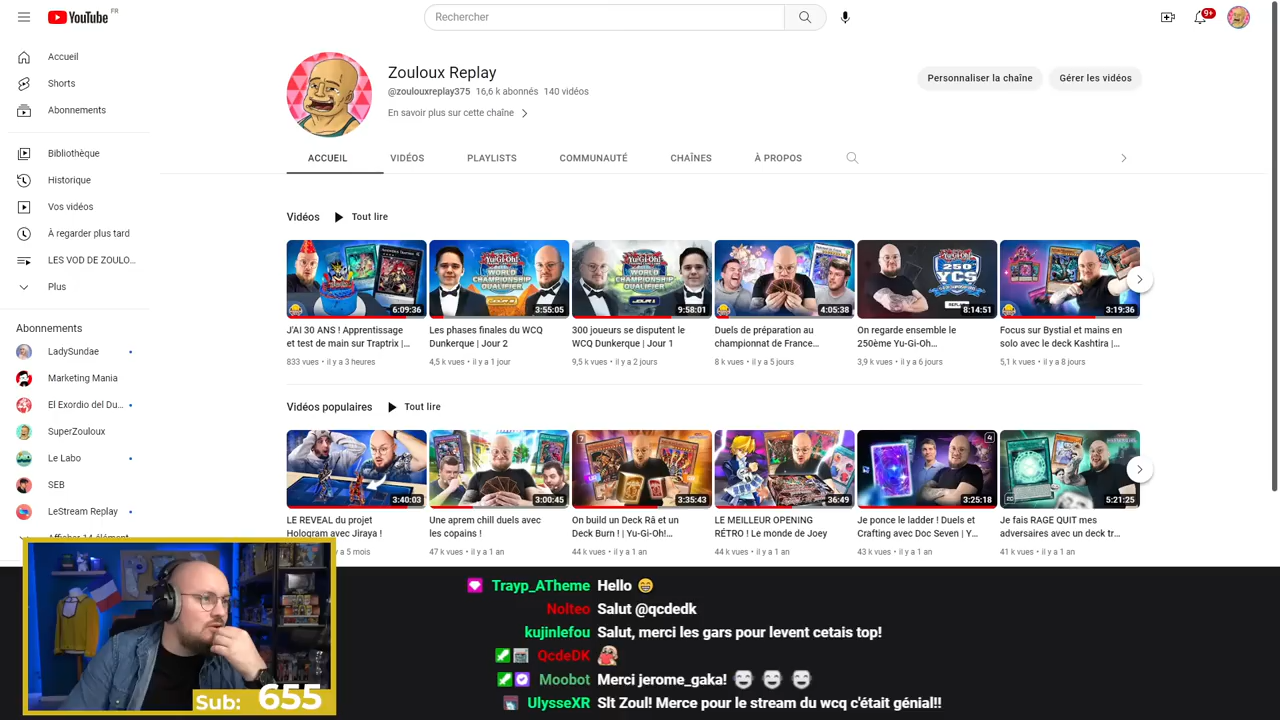 YouTube FR
Rechercher
9+
Accueil
Shorts
Abonnements
Bibliothèque
Historique
Vos vidéos
À regarder plus tard
LES VOD DE ZOULO...
Plus
Abonnements
LadySundae
Marketing Mania
El Exordio del Du...
SuperZouloux
Le Labo
SEB
LeStream Replay
Zouloux Replay
@zoulouxreplay375 16,6 k abonnés 140 vidéos
En savoir plus sur cette chaîne
Personnaliser la chaîne
Gérer les vidéos
ACCUEIL VIDÉOS PLAYLISTS COMMUNAUTÉ CHAÎNES À PROPOS
Vidéos Tout lire
6:09:36
3:55:05
9:58:01
4:05:38
8:14:51
3:19:36
J'AI 30 ANS ! Apprentissage
et test de main sur Traptrix |...
833 vues • il y a 3 heures
Les phases finales du WCQ
Dunkerque | Jour 2
4,5 k vues • il y a 1 jour
300 joueurs se disputent le
WCQ Dunkerque | Jour 1
9,5 k vues • il y a 2 jours
Duels de préparation au
championnat de France...
8 k vues • il y a 5 jours
On regarde ensemble le
250ème Yu-Gi-Oh...
3,9 k vues • il y a 6 jours
Focus sur Bystial et mains en
solo avec le deck Kashtira |...
5,1 k vues • il y a 8 jours
Vidéos populaires Tout lire
3:40:03
3:00:45
3:35:43
36:49
3:25:18
5:21:25
LE REVEAL du projet
Hologram avec Jiraya !
a 5 mois
Une aprem chill duels avec
les copains !
47 k vues • il y a 1 an
On build un Deck Râ et un
Deck Burn ! | Yu-Gi-Oh!...
44 k vues • il y a 1 an
LE MEILLEUR OPENING
RÉTRO ! Le monde de Joey
44 k vues • il y a 1 an
Je ponce le ladder ! Duels et
Crafting avec Doc Seven | Y...
43 k vues • il y a 1 an
Je fais RAGE QUIT mes
adversaires avec un deck tr...
41 k vues • il y a 1 an
Sub: 655
Trayp_ATheme Hello 😁
Nolteo Salut @qcdedk
kujinlefou Salut, merci les gars pour levent cetais top!
QcdeDK
Moobot Merci jerome_gaka!
UlysseXR Slt Zoul! Merce pour le stream du wcq c'était génial!!